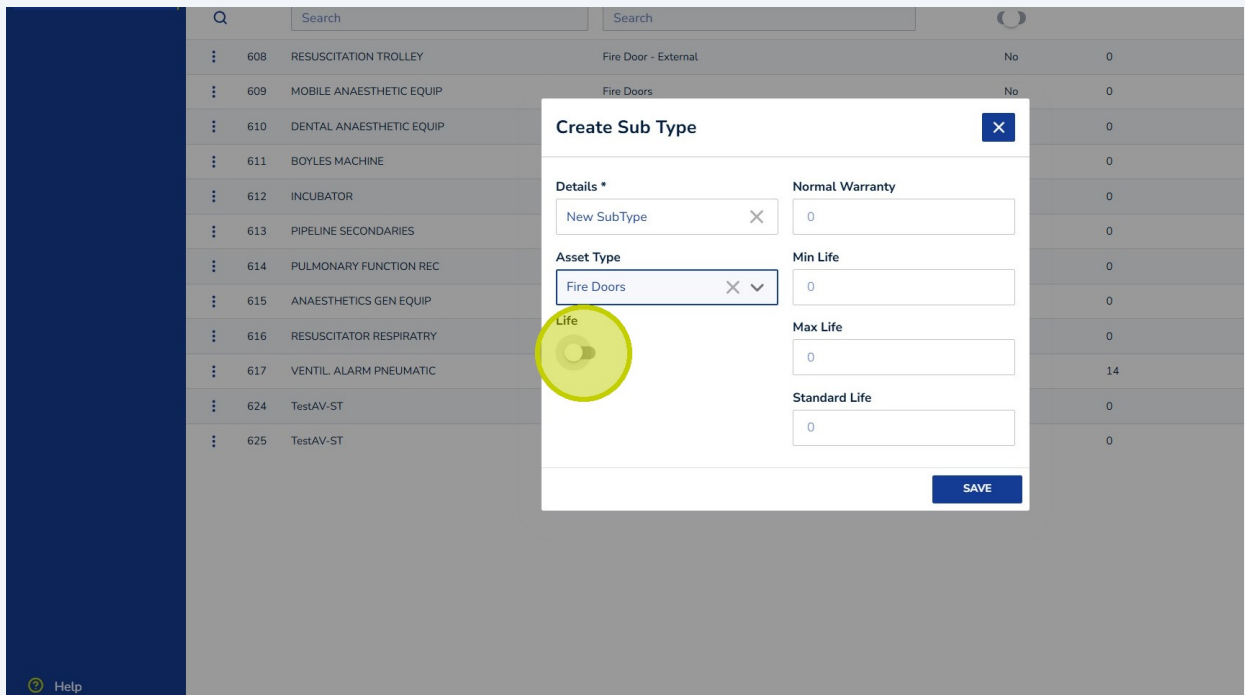 Search Search
608 RESUSCITATION TROLLEY Fire Door - External No 0
609 MOBILE ANAESTHETIC EQUIP Fire Doors No 0
610 DENTAL ANAESTHETIC EQUIP 0
611 BOYLES MACHINE 0
612 INCUBATOR 0
613 PIPELINE SECONDARIES 0
614 PULMONARY FUNCTION REC 0
615 ANAESTHETICS GEN EQUIP 0
616 RESUSCITATOR RESPIRATRY 0
617 VENTIL. ALARM PNEUMATIC 14
624 TestAV-ST 0
625 TestAV-ST 0
Create Sub Type
Details * Normal Warranty
New SubType 0
Asset Type Min Life
Fire Doors 0
Life Max Life
0
Standard Life
0
SAVE
Help